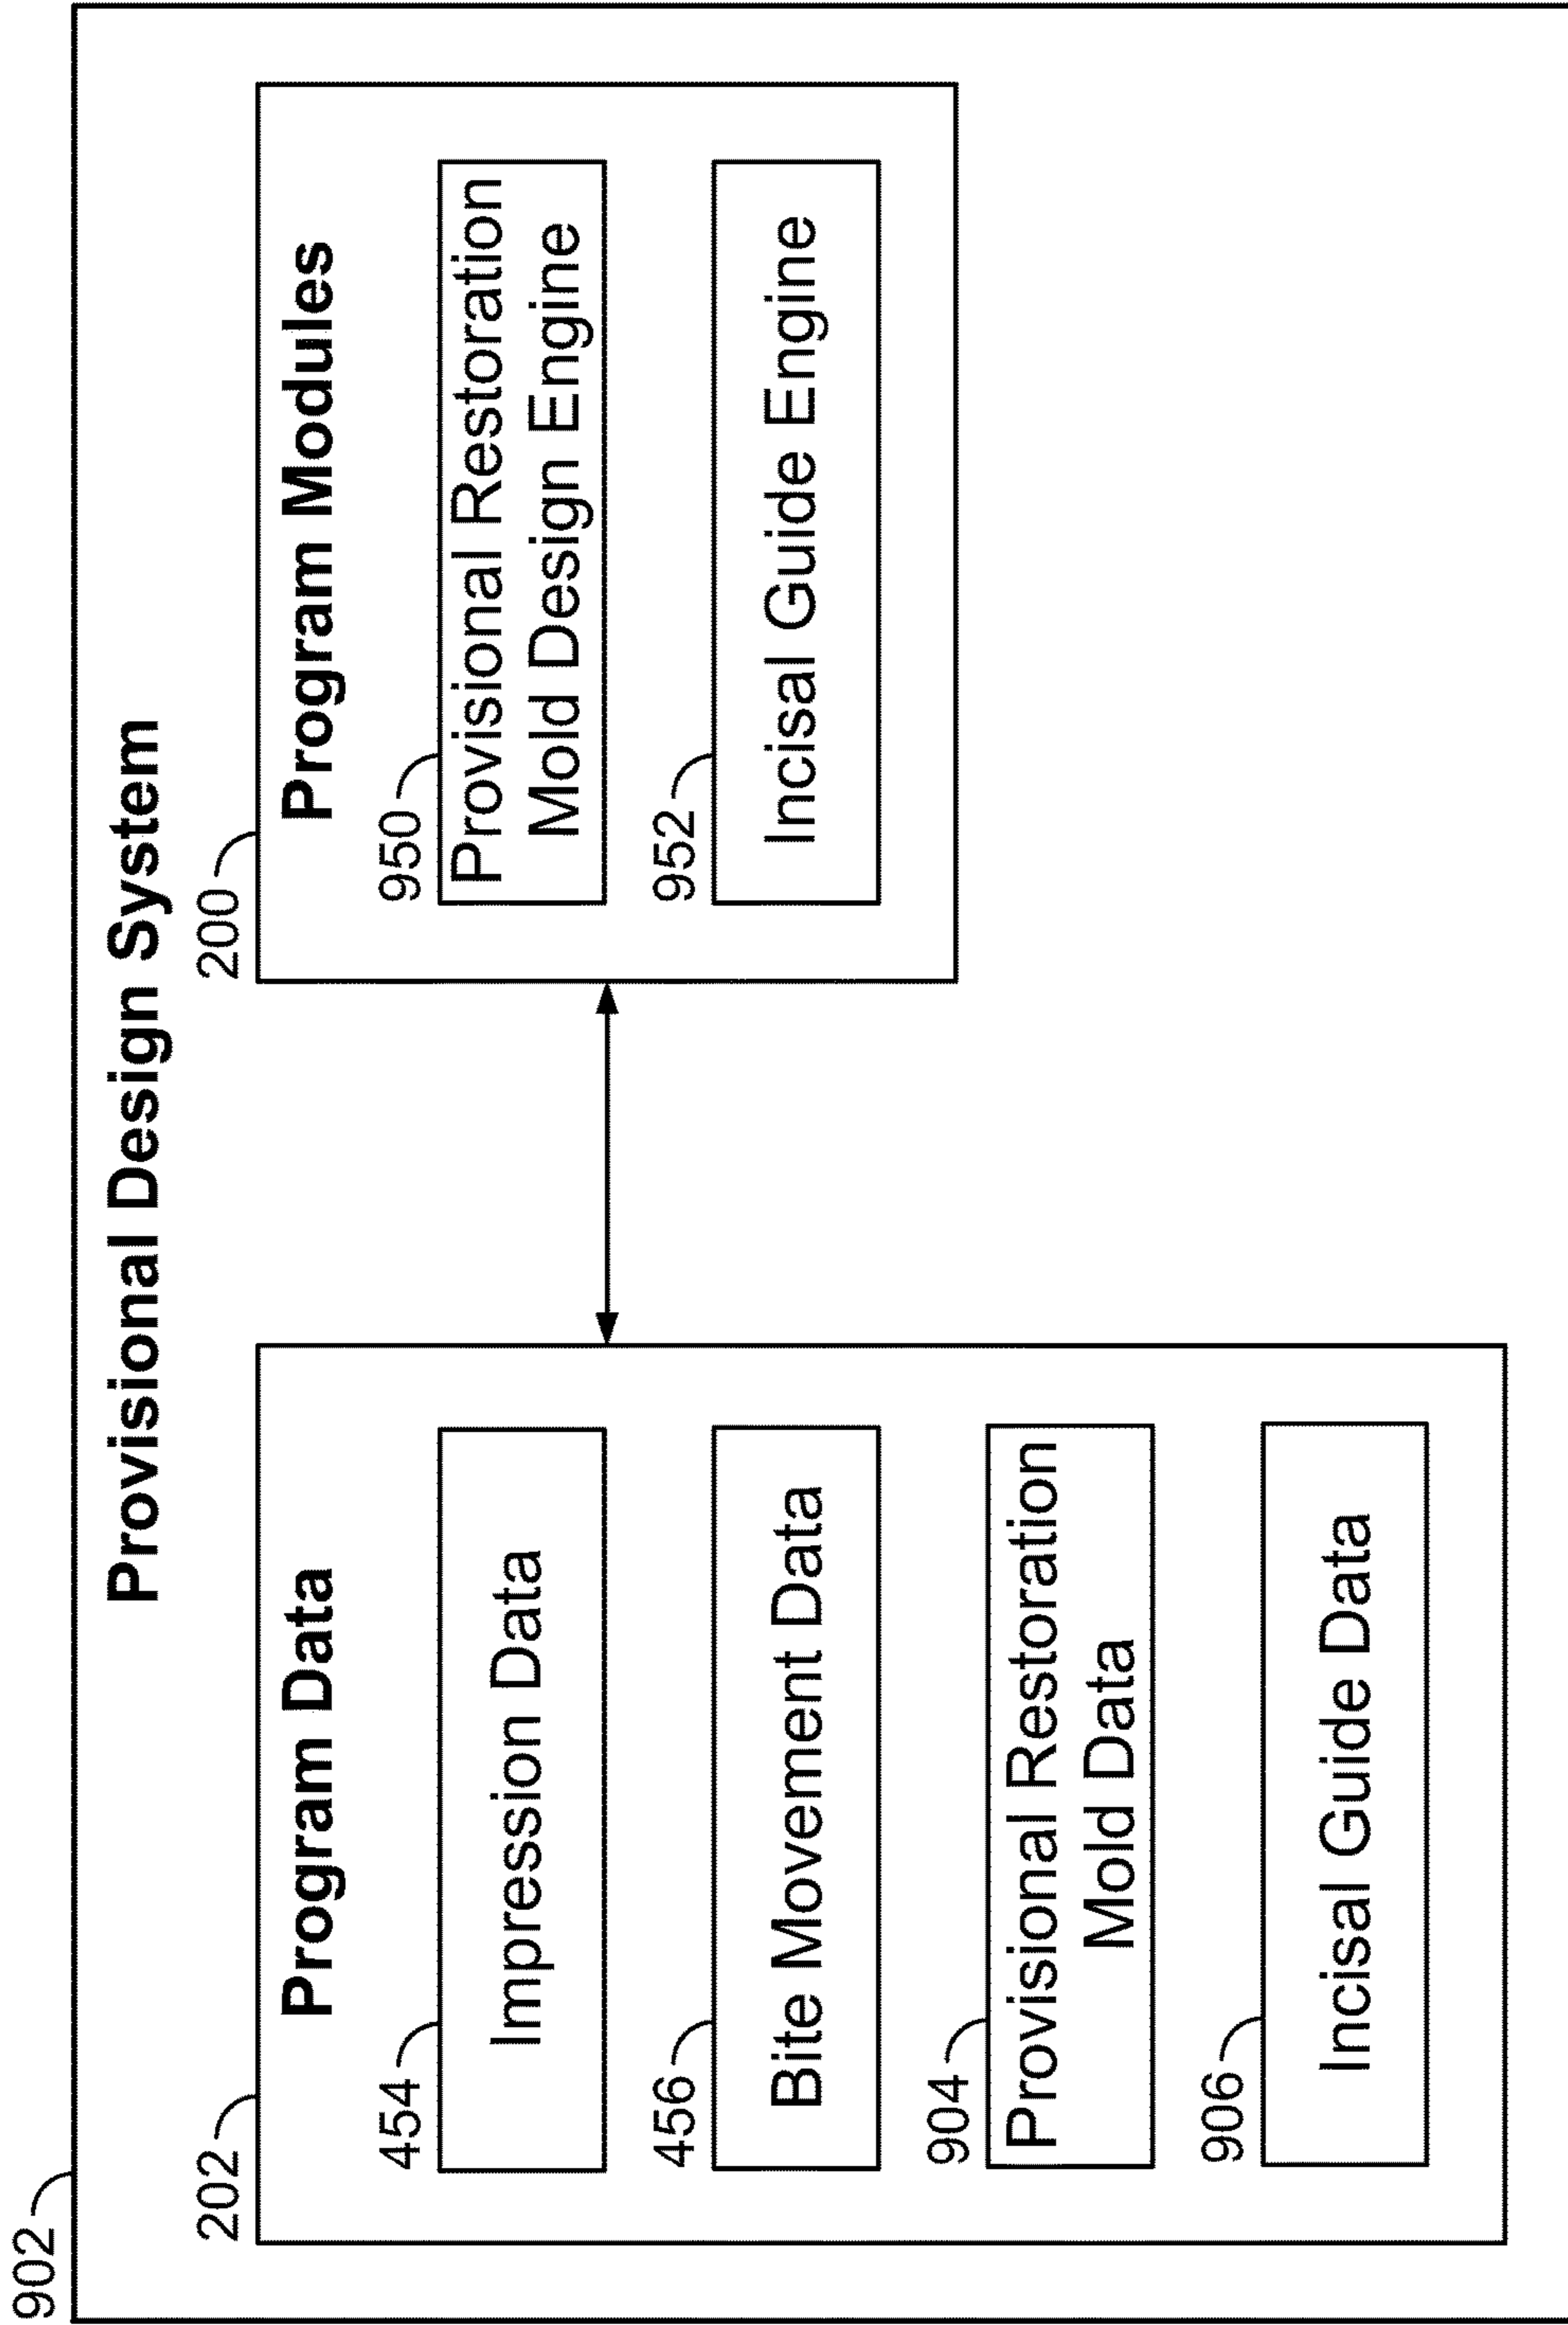 902
Provisional Design System
202
Program Data
454
Impression Data
456
Bite Movement Data
904
Provisional Restoration
Mold Data
906
Incisal Guide Data
200
Program Modules
950
Provisional Restoration
Mold Design Engine
952
Incisal Guide Engine